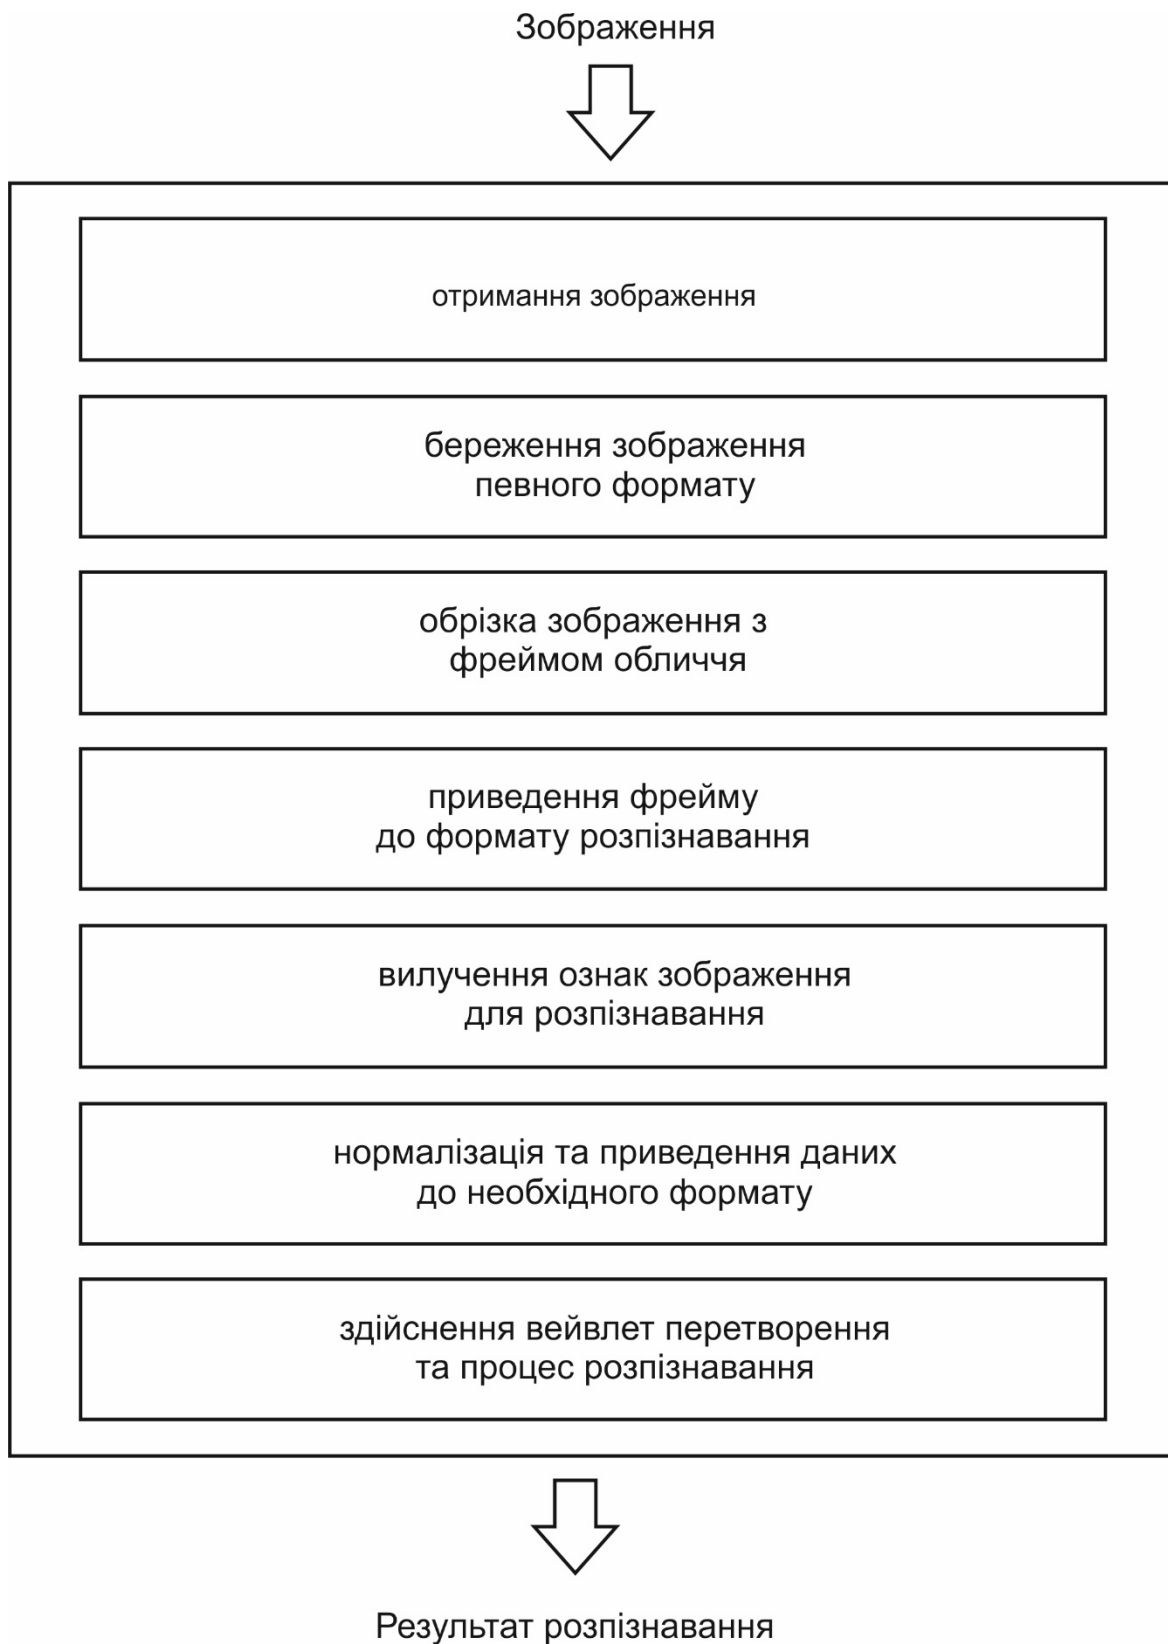 Зображення
отримання зображення
береження зображення
певного формату
обрізка зображення з
фреймом обличчя
приведення фрейму
до формату розпізнавання
вилучення ознак зображення
для розпізнавання
нормалізація та приведення даних
до необхідного формату
здійснення вейвлет перетворення
та процес розпізнавання
Результат розпізнавання